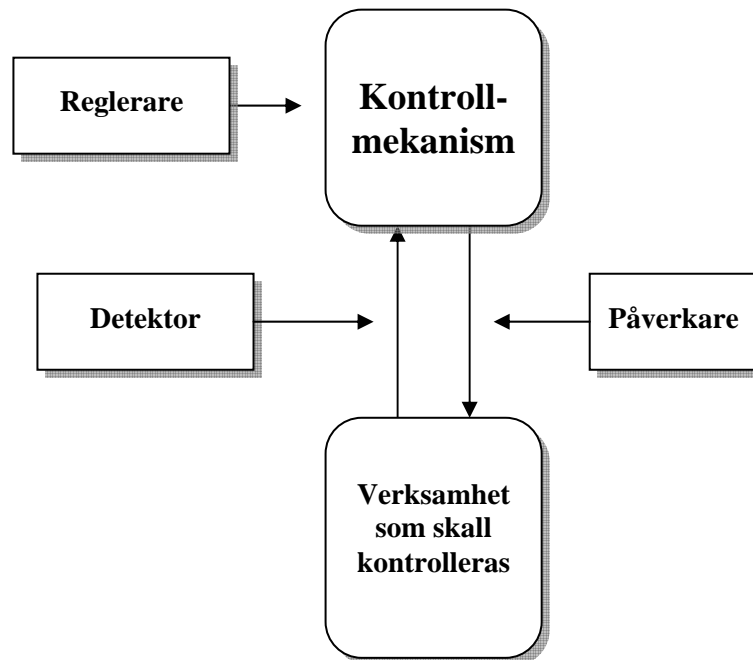 Kontroll-
mekanism
Reglerare
Detektor
Påverkare
Verksamhet
som skall
kontrolleras